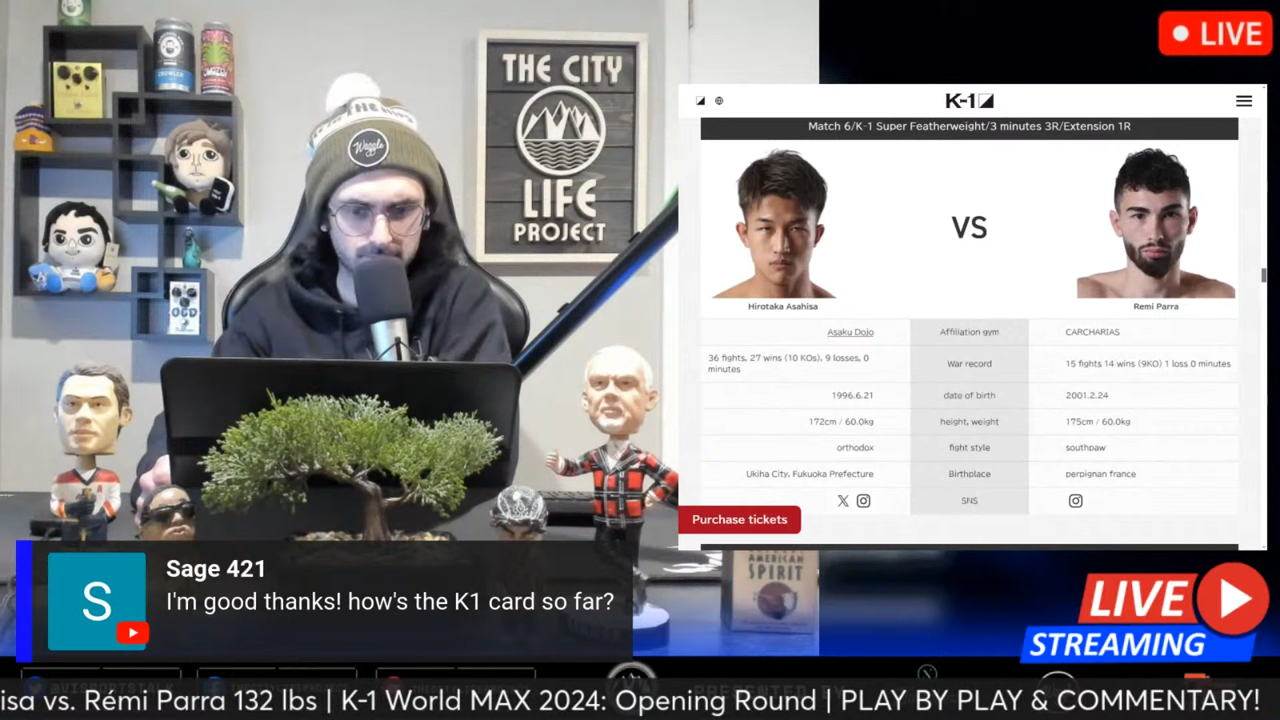 LIVE
THE CITY
LIFE
PROJECT
Waggle
OCD
K-1
Match 6/K-1 Super Featherweight/3 minutes 3R/Extension 1R
VS
Hirotaka Asahisa
Remi Parra
Asaku Dojo Affiliation gym CARCHARIAS
36 fights, 27 wins (10 KOs), 9 losses, 0 minutes War record 15 fights 14 wins (9KO) 1 loss 0 minutes
1996.6.21 date of birth 2001.2.24
172cm / 60.0kg height, weight 175cm / 60.0kg
orthodox fight style southpaw
Ukiha City, Fukuoka Prefecture Birthplace perpignan france
SNS
Purchase tickets
AMERICAN
SPIRIT
S
Sage 421
I'm good thanks! how's the K1 card so far?
LIVE
STREAMING
isa vs. Rémi Parra 132 lbs | K-1 World MAX 2024: Opening Round | PLAY BY PLAY & COMMENTARY!